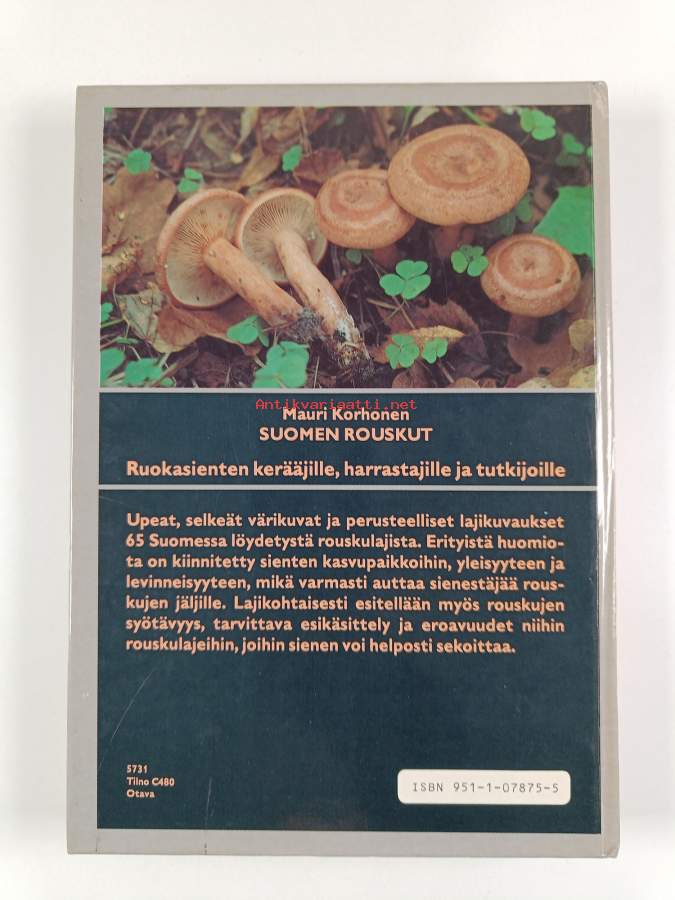 Antikvariaatti.net
Mauri Korhonen
SUOMEN ROUSKUT
Ruokasienten kerääjille, harrastajille ja tutkijoille
Upeat, selkeät värikuvat ja perusteelliset lajikuvaukset
65 Suomessa löydetystä rouskulajista. Erityistä huomio-
ta on kiinnitetty sienten kasvupaikkoihin, yleisyyteen ja
levinneisyyteen, mikä varmasti auttaa sienestäjää rous-
kujen jäljille. Lajikohtaisesti esitellään myös rouskujen
syötävyys, tarvittava esikäsittely ja eroavuudet niihin
rouskulajeihin, joihin sienen voi helposti sekoittaa.
5731
Tilno C480
Otava
ISBN 951-1-07875-5